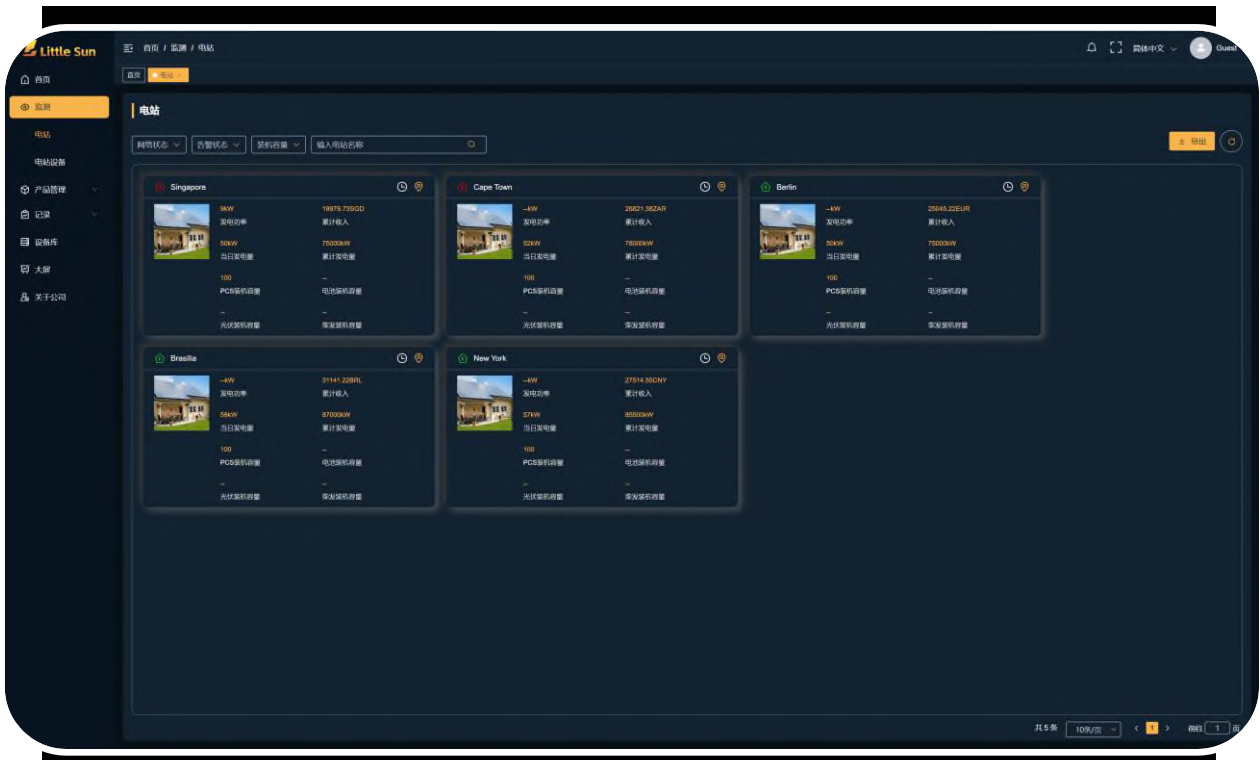 Little Sun
首页 / 监测 / 电站
简体中文
Guest
首页
电站
首页
监测
电站
电站设备
产品管理
记录
设备库
大屏
关于公司
电站
网络状态
告警状态
装机容量
输入电站名称
导出
Singapore
9kW
18979.73SGD
发电功率
累计收入
50kW
75000kW
当日发电量
累计发电量
100
--
PCS装机容量
电池装机容量
--
--
光伏装机容量
柴发装机容量
Cape Town
--kW
26821.38ZAR
发电功率
累计收入
52kW
78000kW
当日发电量
累计发电量
100
--
PCS装机容量
电池装机容量
--
--
光伏装机容量
柴发装机容量
Berlin
--kW
25045.22EUR
发电功率
累计收入
50kW
75000kW
当日发电量
累计发电量
100
--
PCS装机容量
电池装机容量
--
--
光伏装机容量
柴发装机容量
Brasilia
--kW
31141.22BRL
发电功率
累计收入
58kW
87000kW
当日发电量
累计发电量
100
--
PCS装机容量
电池装机容量
--
--
光伏装机容量
柴发装机容量
New York
--kW
27514.55CNY
发电功率
累计收入
57kW
85500kW
当日发电量
累计发电量
100
--
PCS装机容量
电池装机容量
--
--
光伏装机容量
柴发装机容量
共 5 条
10条/页
1
前往 1 页